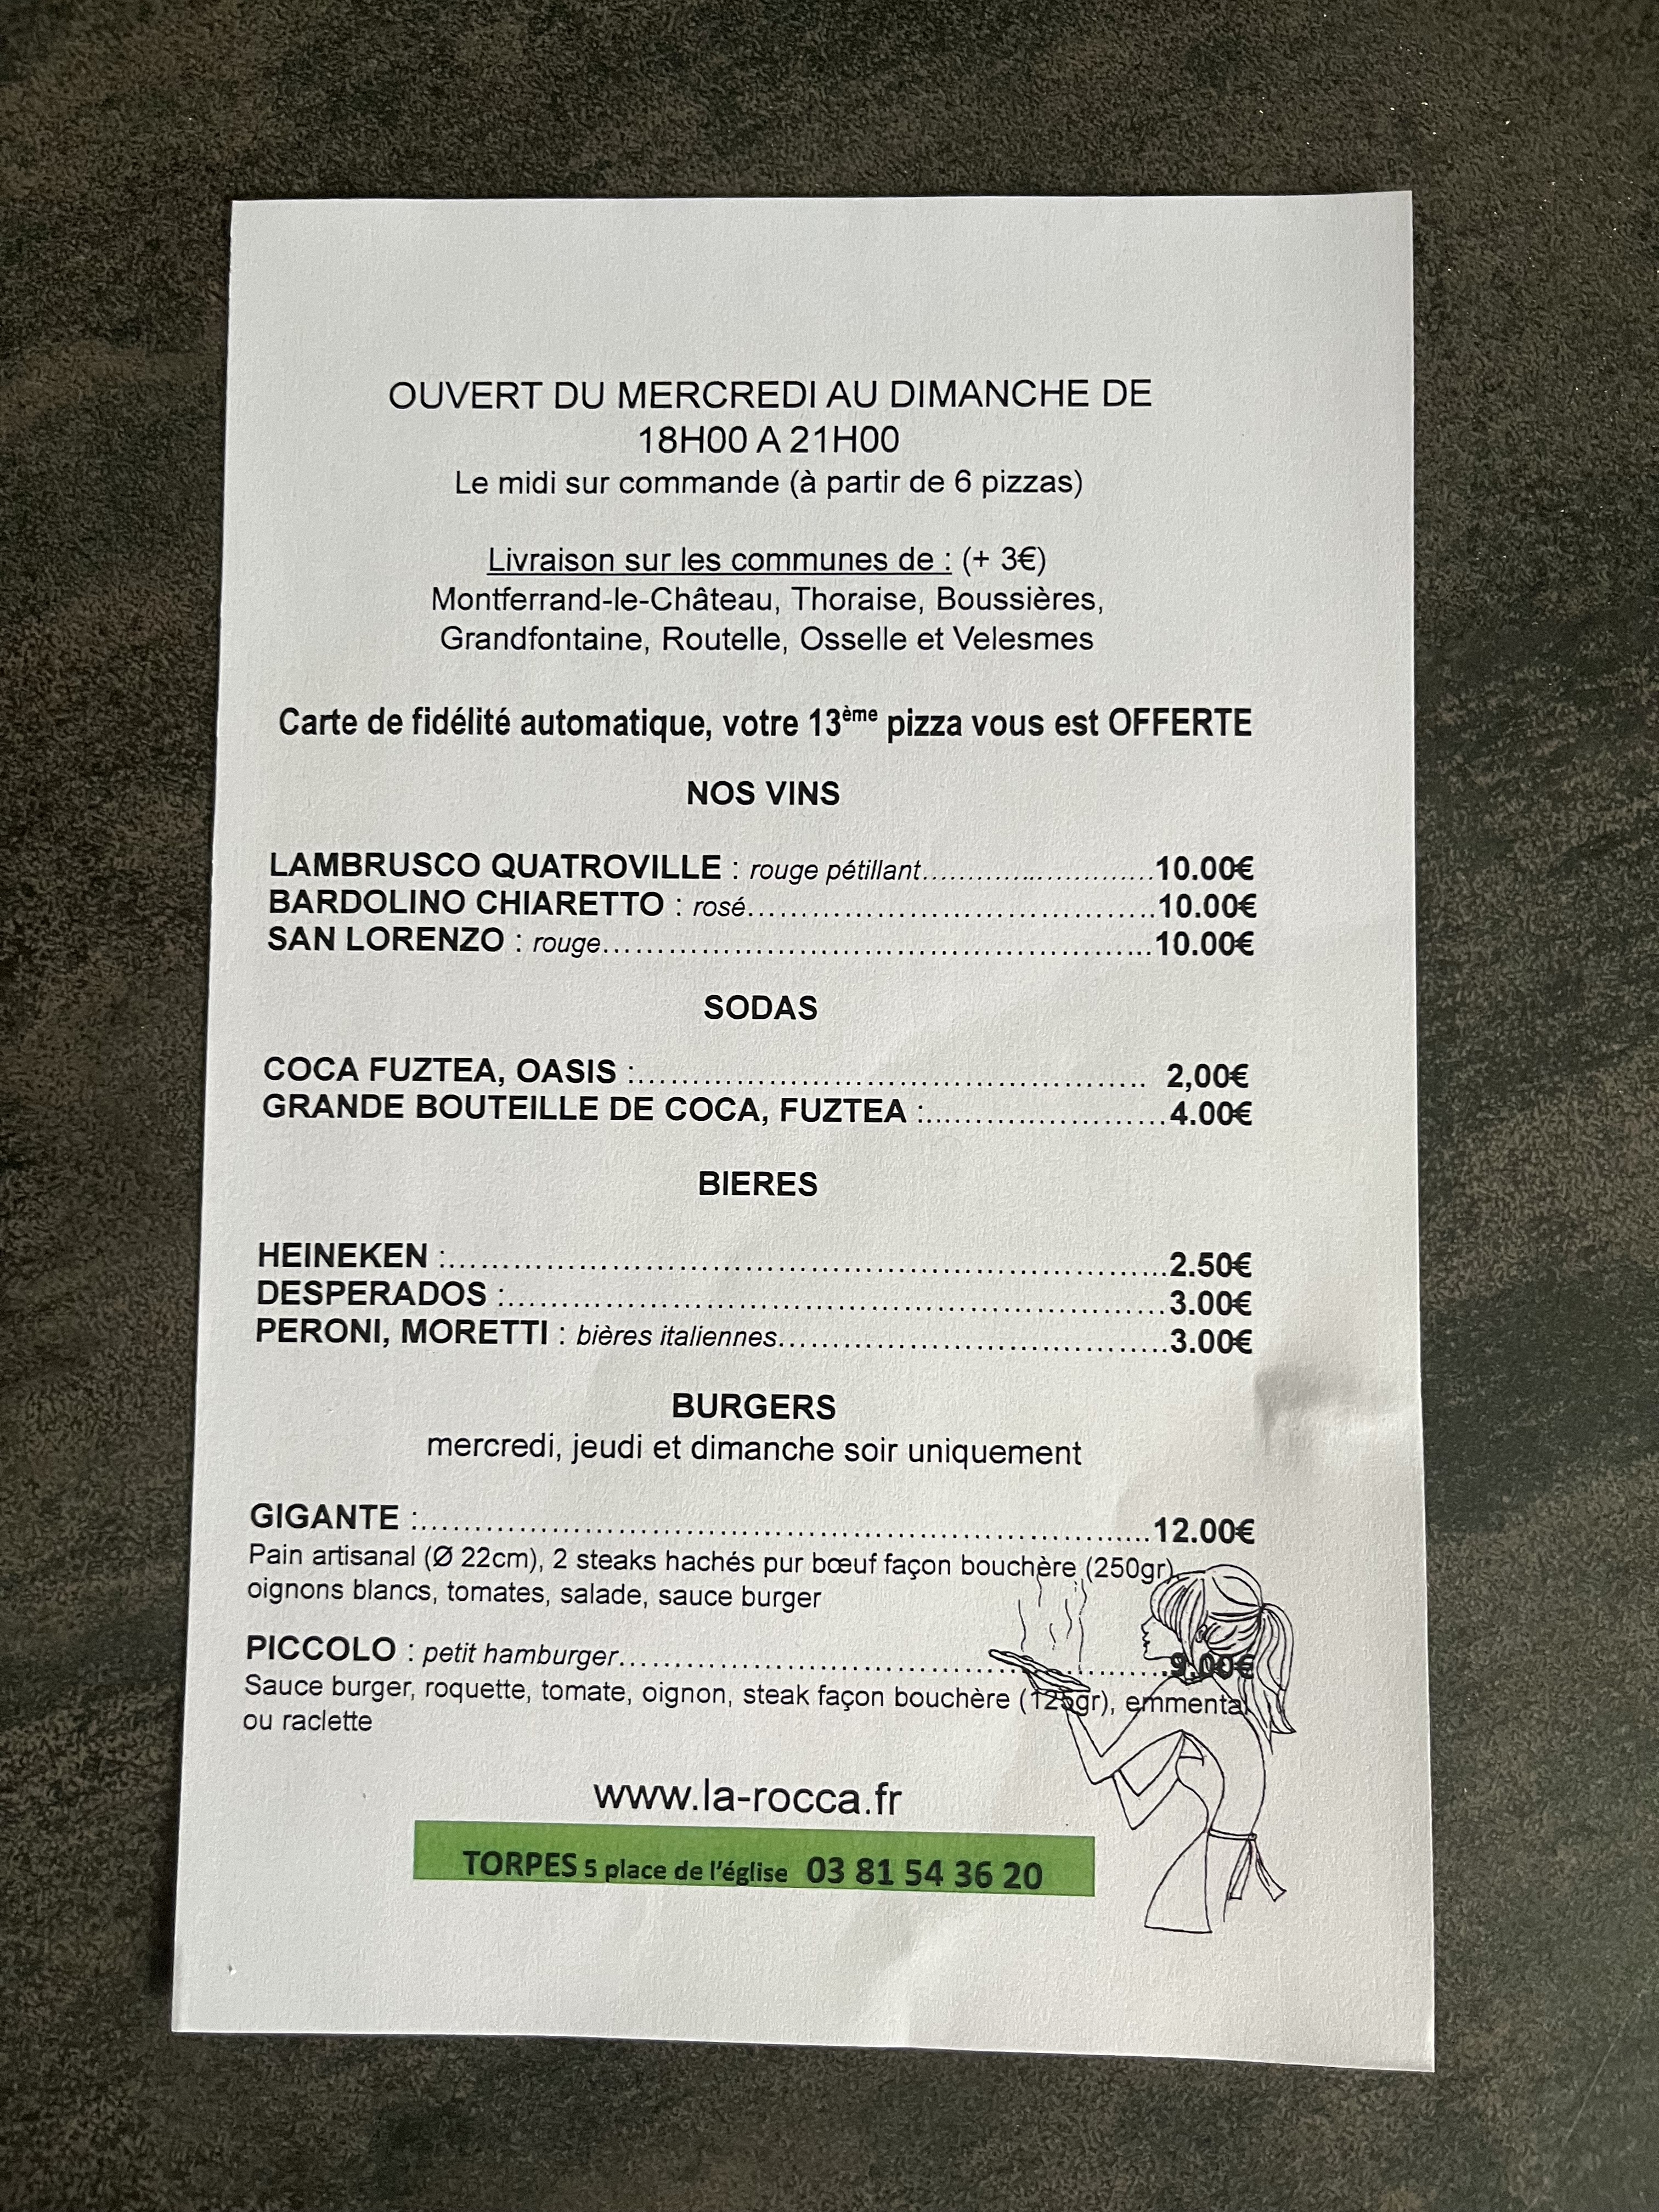 OUVERT DU MERCREDI AU DIMANCHE DE
18H00 A 21H00
Le midi sur commande (à partir de 6 pizzas)
Livraison sur les communes de : (+ 3€)
Montferrand-le-Château, Thoraise, Boussières,
Grandfontaine, Routelle, Osselle et Velesmes
Carte de fidélité automatique, votre 13ème pizza vous est OFFERTE
NOS VINS
LAMBRUSCO QUATROVILLE : rouge pétillant..............................10.00€
BARDOLINO CHIARETTO : rosé....................................................10.00€
SAN LORENZO : rouge......................................................................10.00€
SODAS
COCA FUZTEA, OASIS :................................................................. 2,00€
GRANDE BOUTEILLE DE COCA, FUZTEA :...............................4.00€
BIERES
HEINEKEN :............................................................................................2.50€
DESPERADOS :.....................................................................................3.00€
PERONI, MORETTI : bières italiennes..................................................3.00€
BURGERS
mercredi, jeudi et dimanche soir uniquement
GIGANTE :..............................................................................................12.00€
Pain artisanal (Ø 22cm), 2 steaks hachés pur bœuf façon bouchère (250gr),
oignons blancs, tomates, salade, sauce burger
PICCOLO : petit hamburger......................................................................9.00€
Sauce burger, roquette, tomate, oignon, steak façon bouchère (125gr), emmental
ou raclette
www.la-rocca.fr
TORPES 5 place de l'église 03 81 54 36 20